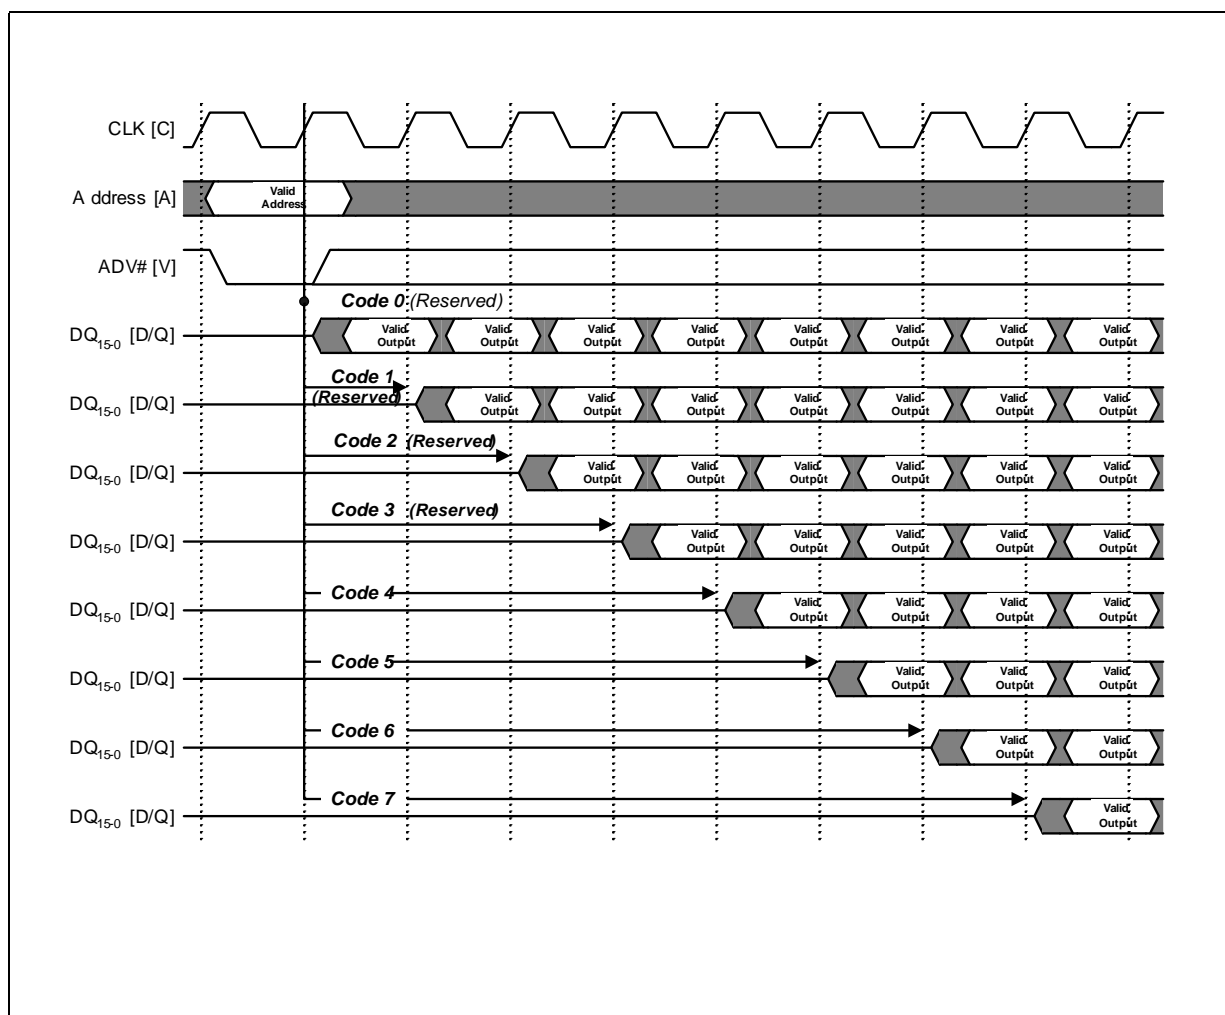 CLK [C]
A ddress [A]
Valid
Address
ADV# [V]
Code 0 (Reserved)
DQ15-0 [D/Q]
Valid Valid Valid Valid Valid Valid Valid Valid
Output Output Output Output Output Output Output Output
Code 1
(Reserved)
DQ15-0 [D/Q]
Valid Valid Valid Valid Valid Valid Valid
Output Output Output Output Output Output Output
Code 2 (Reserved)
DQ15-0 [D/Q]
Valid Valid Valid Valid Valid Valid
Output Output Output Output Output Output
Code 3 (Reserved)
DQ15-0 [D/Q]
Valid Valid Valid Valid Valid
Output Output Output Output Output
Code 4
DQ15-0 [D/Q]
Valid Valid Valid Valid
Output Output Output Output
Code 5
DQ15-0 [D/Q]
Valid Valid Valid
Output Output Output
Code 6
DQ15-0 [D/Q]
Valid Valid
Output Output
Code 7
DQ15-0 [D/Q]
Valid
Output